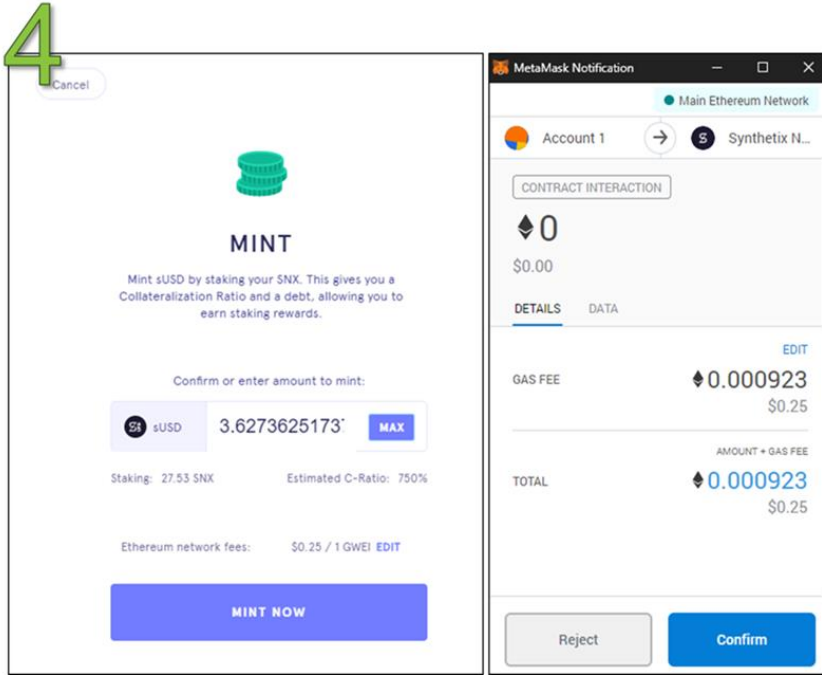 4
Cancel
MINT
Mint sUSD by staking your SNX. This gives you a
Collateralization Ratio and a debt, allowing you to
earn staking rewards.
Confirm or enter amount to mint:
sUSD 3.6273625173 MAX
Staking: 27.53 SNX Estimated C-Ratio: 750%
Ethereum network fees: $0.25 / 1 GWEI EDIT
MINT NOW
MetaMask Notification
Main Ethereum Network
Account 1 Synthetix N...
CONTRACT INTERACTION
0
$0.00
DETAILS DATA
EDIT
GAS FEE 0.000923
$0.25
AMOUNT + GAS FEE
TOTAL 0.000923
$0.25
Reject Confirm